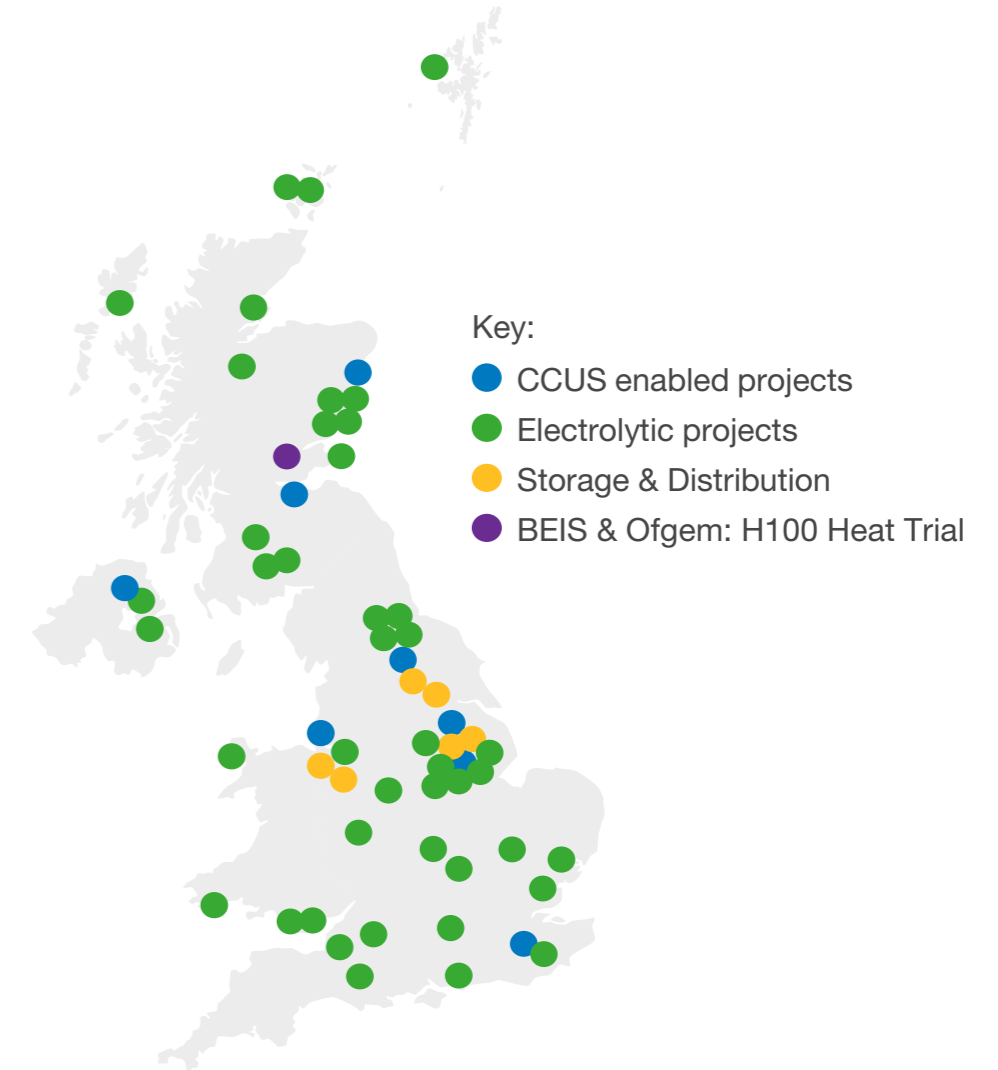 Key:
CCUS enabled projects
Electrolytic projects
Storage & Distribution
BEIS & Ofgem: H100 Heat Trial